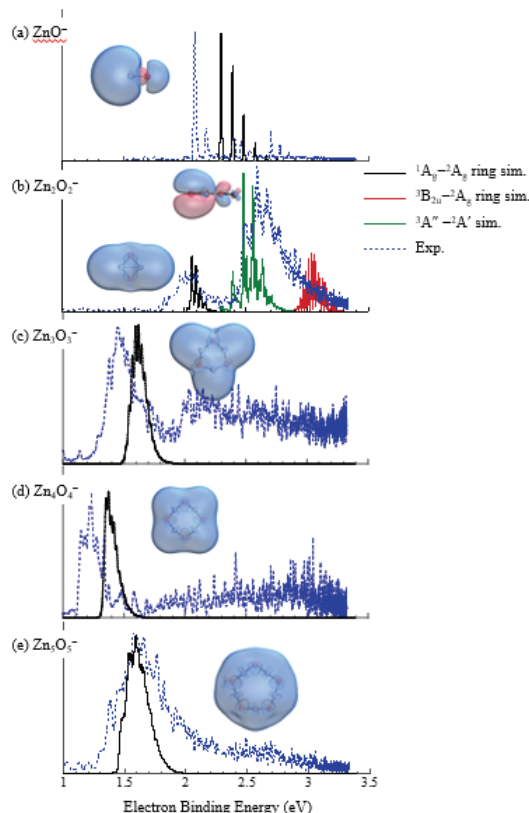 (a) ZnO⁻
(b) Zn₂O₂⁻
¹A_g–²A_g ring sim.
³B₂ᵤ–²A_g ring sim.
³A″ –²A′ sim.
Exp.
(c) Zn₃O₃⁻
(d) Zn₄O₄⁻
(e) Zn₅O₅⁻
1 1.5 2 2.5 3 3.5
Electron Binding Energy (eV)